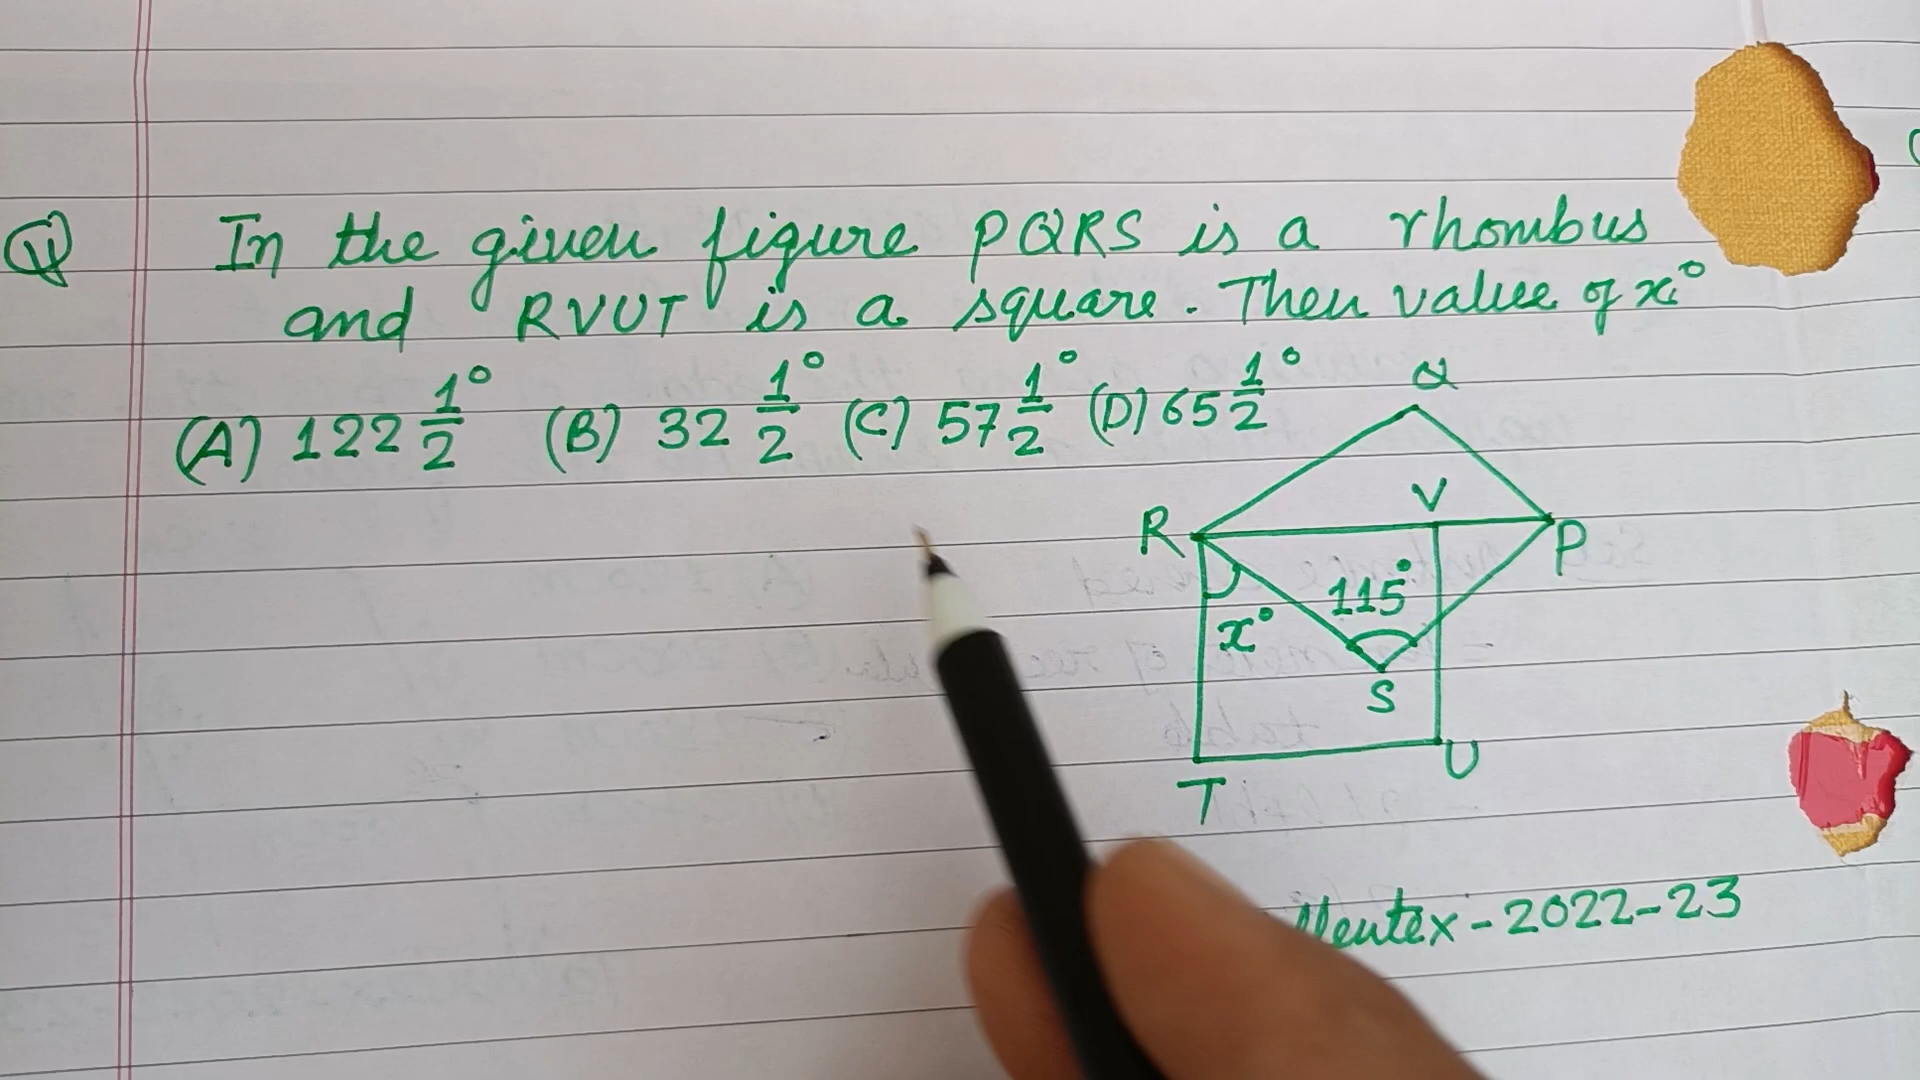 Q In the given figure PQRS is a rhombus
and RVUT is a square. Then value of x°
(A) 122 1/2° (B) 32 1/2° (C) 57 1/2° (D) 65 1/2°
Q
R V P
115°
x°
S
T U
-2022-23